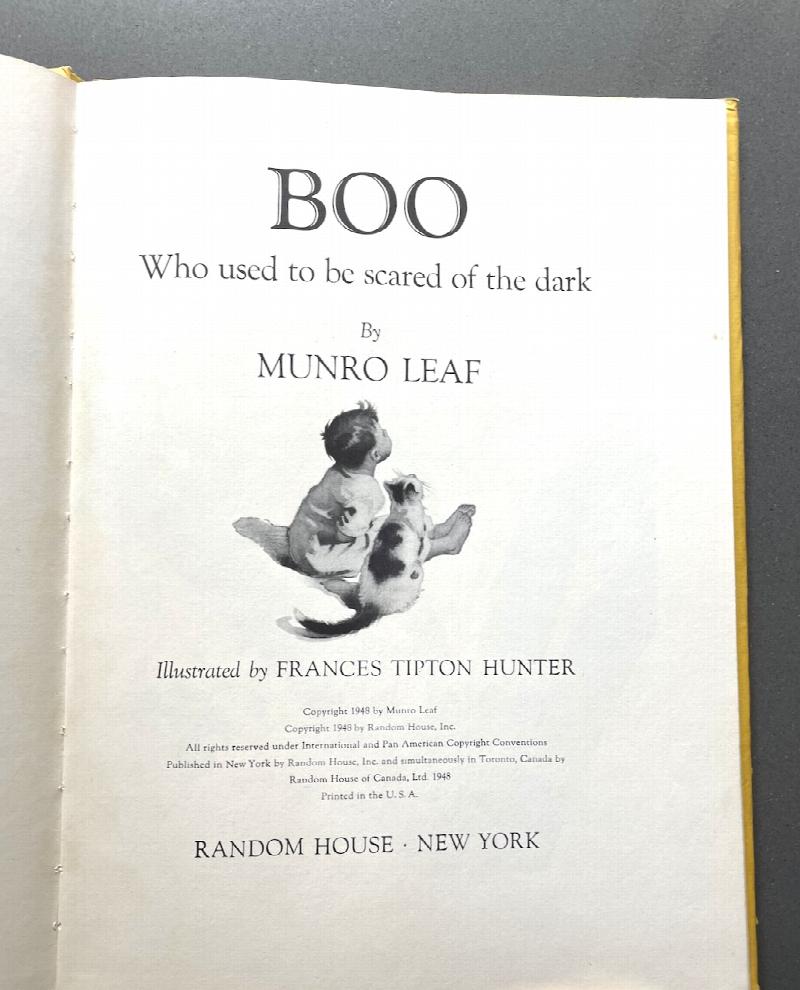 BOO
Who used to be scared of the dark
By
MUNRO LEAF
Illustrated by FRANCES TIPTON HUNTER
Copyright 1948 by Munro Leaf
Copyright 1948 by Random House, Inc.
All rights reserved under International and Pan American Copyright Conventions
Published in New York by Random House, Inc. and simultaneously in Toronto, Canada by
Random House of Canada, Ltd. 1948
Printed in the U. S. A.
RANDOM HOUSE · NEW YORK